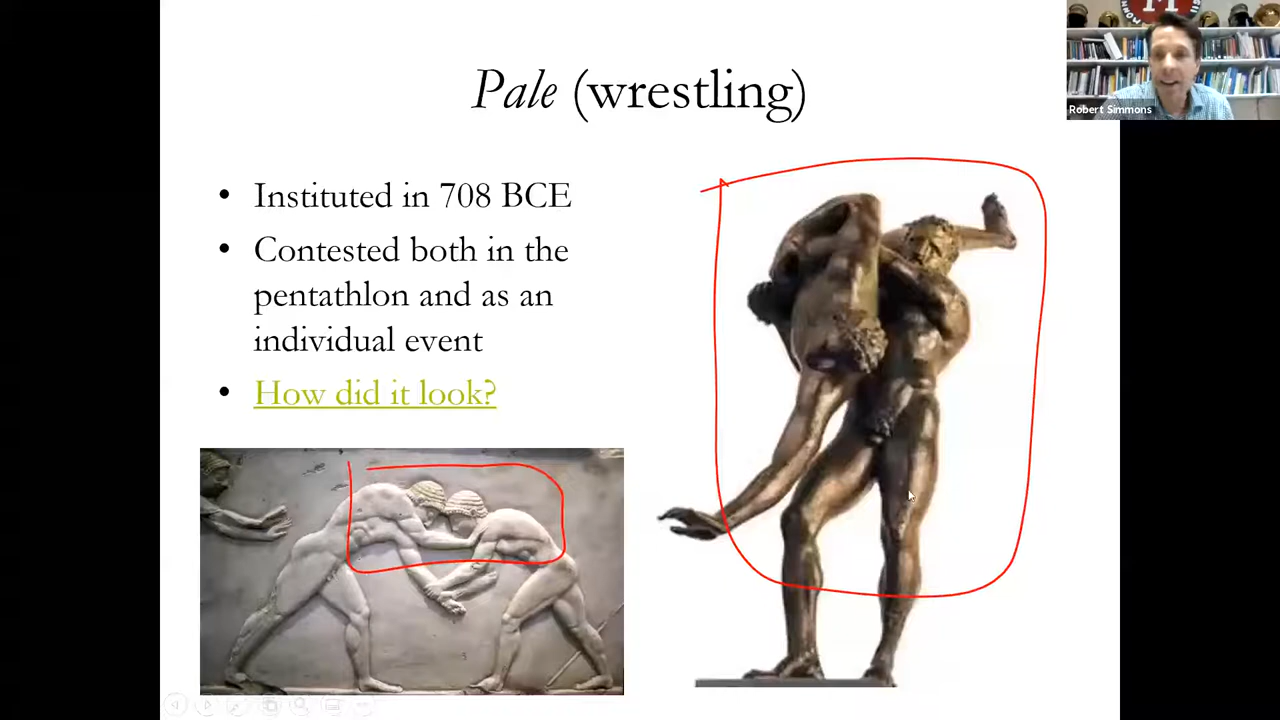 Pale (wrestling)
• Instituted in 708 BCE
• Contested both in the
pentathlon and as an
individual event
• How did it look?
Robert Simmons
M